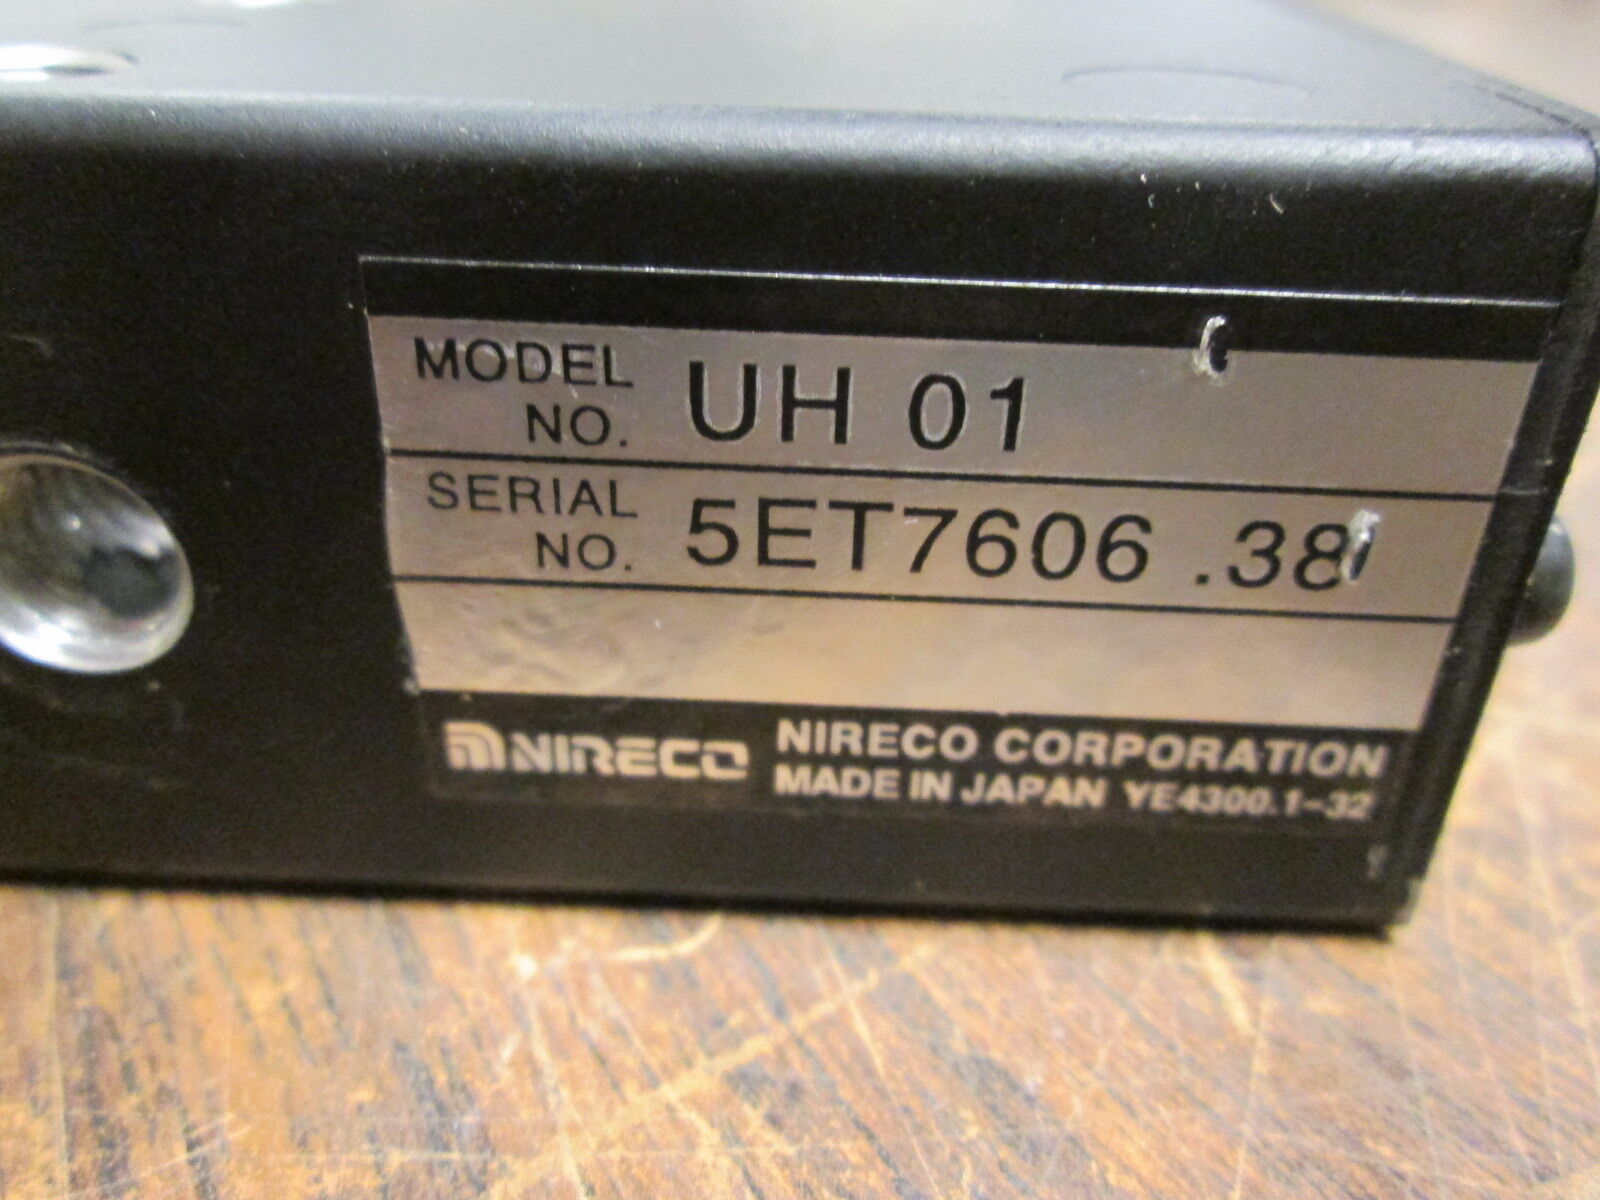 MODEL NO. UH 01
SERIAL NO. 5ET7606 .38
NIRECO NIRECO CORPORATION
MADE IN JAPAN YE4300.1-32